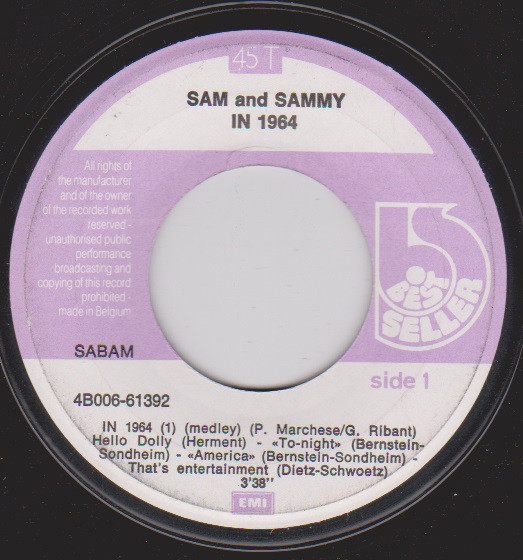 45 T
SAM and SAMMY
IN 1964
All rights of
the manufacturer
and of the owner
of the recorded work
reserved -
unauthorised public
performance
broadcasting and
copying of this record
prohibited -
made in Belgium
BEST
SELLER
SABAM
side 1
4B006-61392
IN 1964 (1) (medley) (P. Marchese/G. Ribant)
Hello Dolly (Herment) - «To-night» (Bernstein-
Sondheim) - «America» (Bernstein-Sondheim) -
That's entertainment (Dietz-Schwoetz)
3'38''
EMI